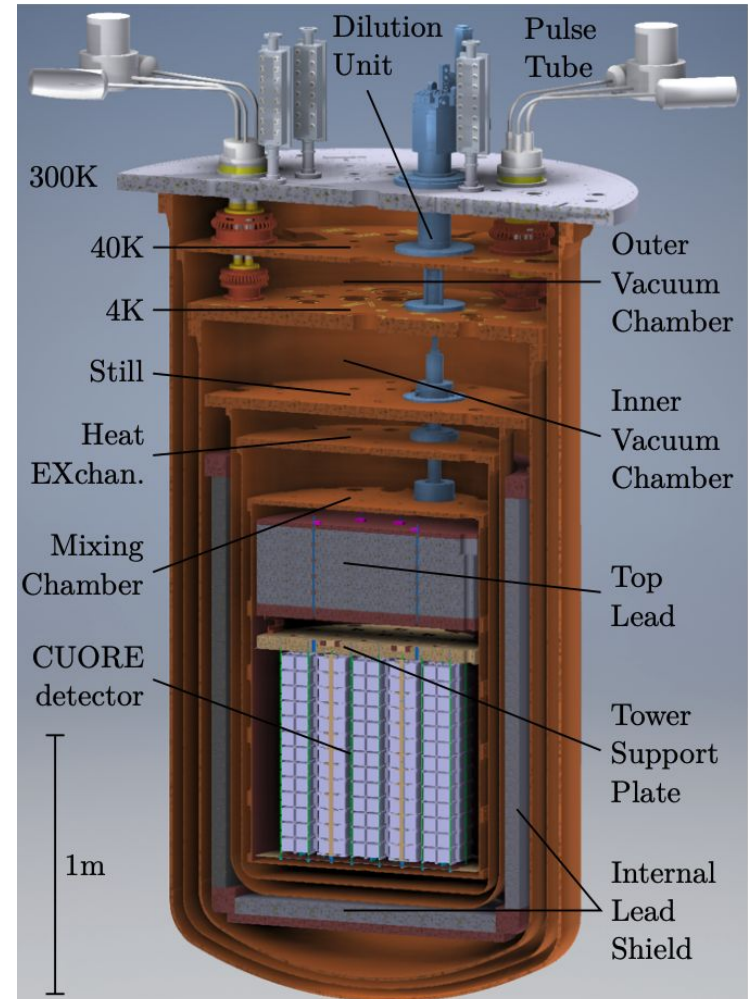 Dilution
Unit
Pulse
Tube
300K
40K
4K
Still
Heat
EXchan.
Mixing
Chamber
CUORE
detector
1m
Outer
Vacuum
Chamber
Inner
Vacuum
Chamber
Top
Lead
Tower
Support
Plate
Internal
Lead
Shield